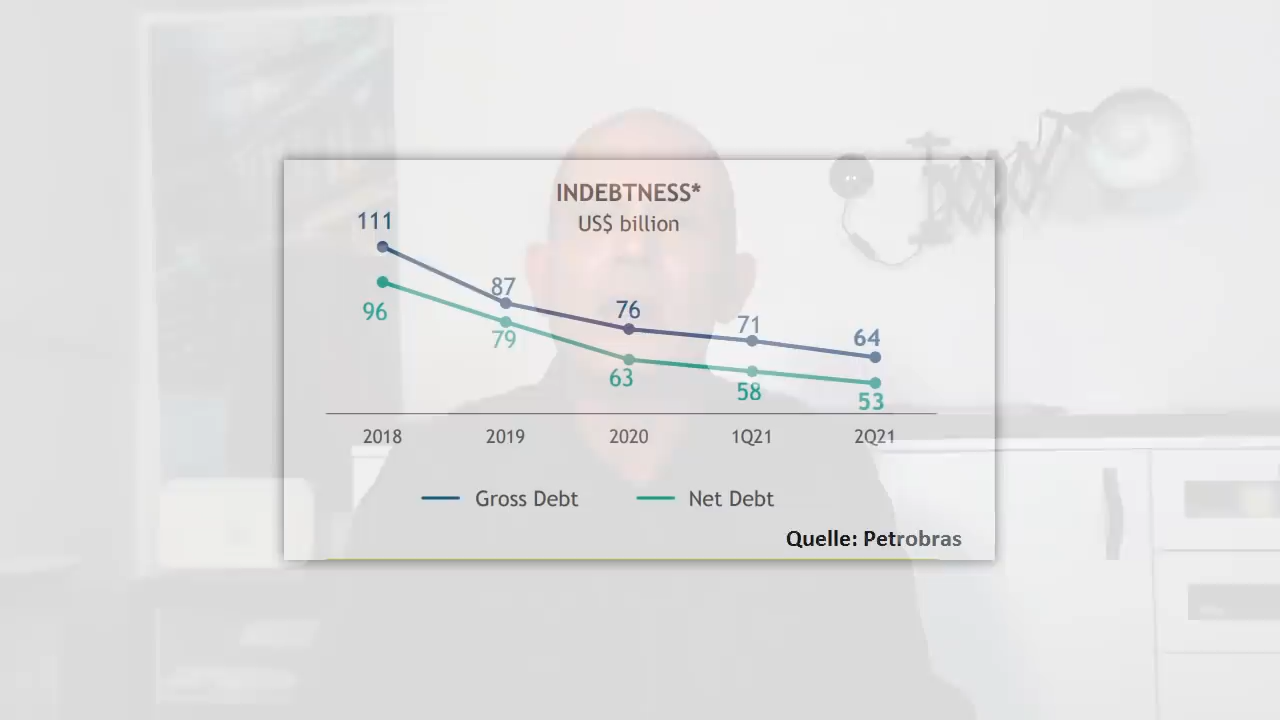 INDEBTNESS*
US$ billion
111
87
76
71
64
96
79
63
58
53
2018 2019 2020 1Q21 2Q21
Gross Debt Net Debt
Quelle: Petrobras